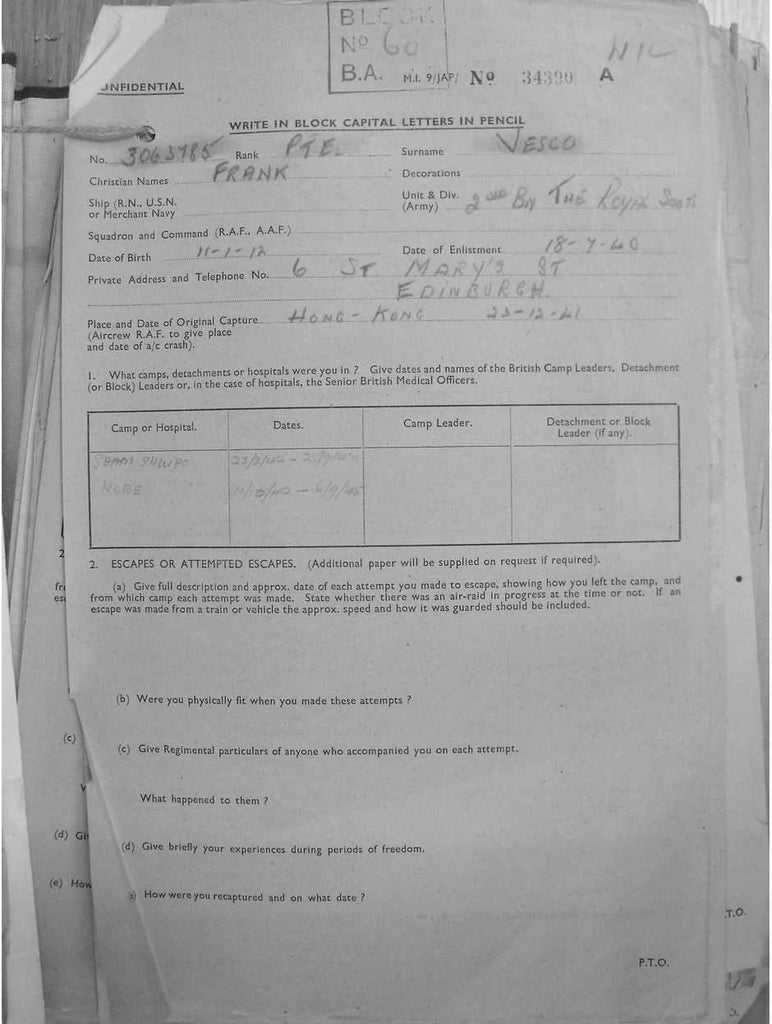 BLOCK
No 60
B.A. M.I. 9/JAP/ No 34390 A
NIL
ONFIDENTIAL
WRITE IN BLOCK CAPITAL LETTERS IN PENCIL
No. 3063785 Rank PTE. Surname VESCO
Christian Names FRANK Decorations
Ship (R.N., U.S.N. or Merchant Navy
Unit & Div. (Army) 2ND BN THE ROYAL SCOTS
Squadron and Command (R.A.F., A.A.F.)
Date of Birth 11-1-12 Date of Enlistment 18-7-40
Private Address and Telephone No. 6 ST. MARY'S ST
EDINBURGH.
Place and Date of Original Capture HONG-KONG 23-12-41
(Aircrew R.A.F. to give place
and date of a/c crash).
1. What camps, detachments or hospitals were you in ? Give dates and names of the British Camp Leaders, Detachment
(or Block) Leaders or, in the case of hospitals, the Senior British Medical Officers.
Camp or Hospital. Dates. Camp Leader. Detachment or Block
Leader (if any).
SHAM SHUIPO 23/3/42
KOBE 11/10/42 – 6/9/45
2. ESCAPES OR ATTEMPTED ESCAPES. (Additional paper will be supplied on request if required).
(a) Give full description and approx. date of each attempt you made to escape, showing how you left the camp, and
from which camp each attempt was made. State whether there was an air-raid in progress at the time or not. If an
escape was made from a train or vehicle the approx. speed and how it was guarded should be included.
(b) Were you physically fit when you made these attempts ?
(c)
(c) Give Regimental particulars of anyone who accompanied you on each attempt.
What happened to them ?
(d) Gi
(d) Give briefly your experiences during periods of freedom.
(e) How
How were you recaptured and on what date ?
.T.O.
P.T.O.